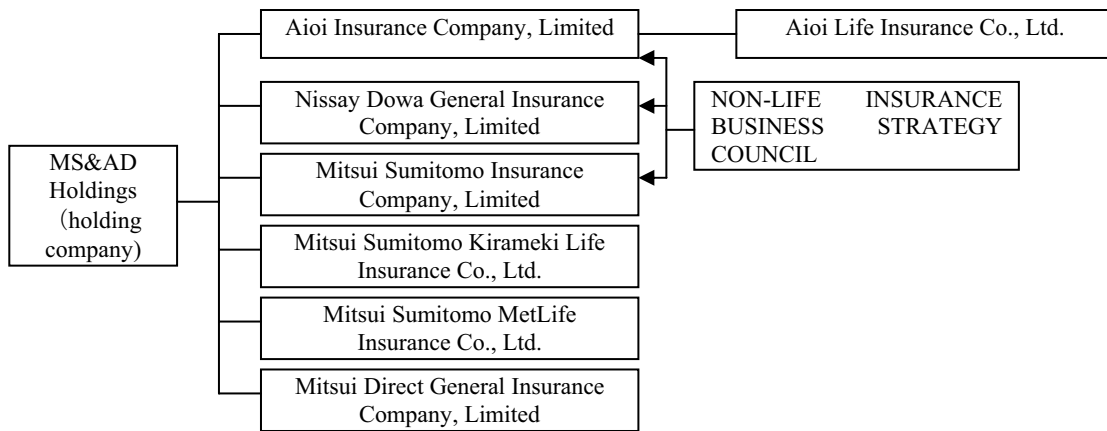 Aioi Insurance Company, Limited
Aioi Life Insurance Co., Ltd.
Nissay Dowa General Insurance
Company, Limited
NON-LIFE INSURANCE
BUSINESS STRATEGY
COUNCIL
MS&AD
Holdings
（holding
company)
Mitsui Sumitomo Insurance
Company, Limited
Mitsui Sumitomo Kirameki Life
Insurance Co., Ltd.
Mitsui Sumitomo MetLife
Insurance Co., Ltd.
Mitsui Direct General Insurance
Company, Limited